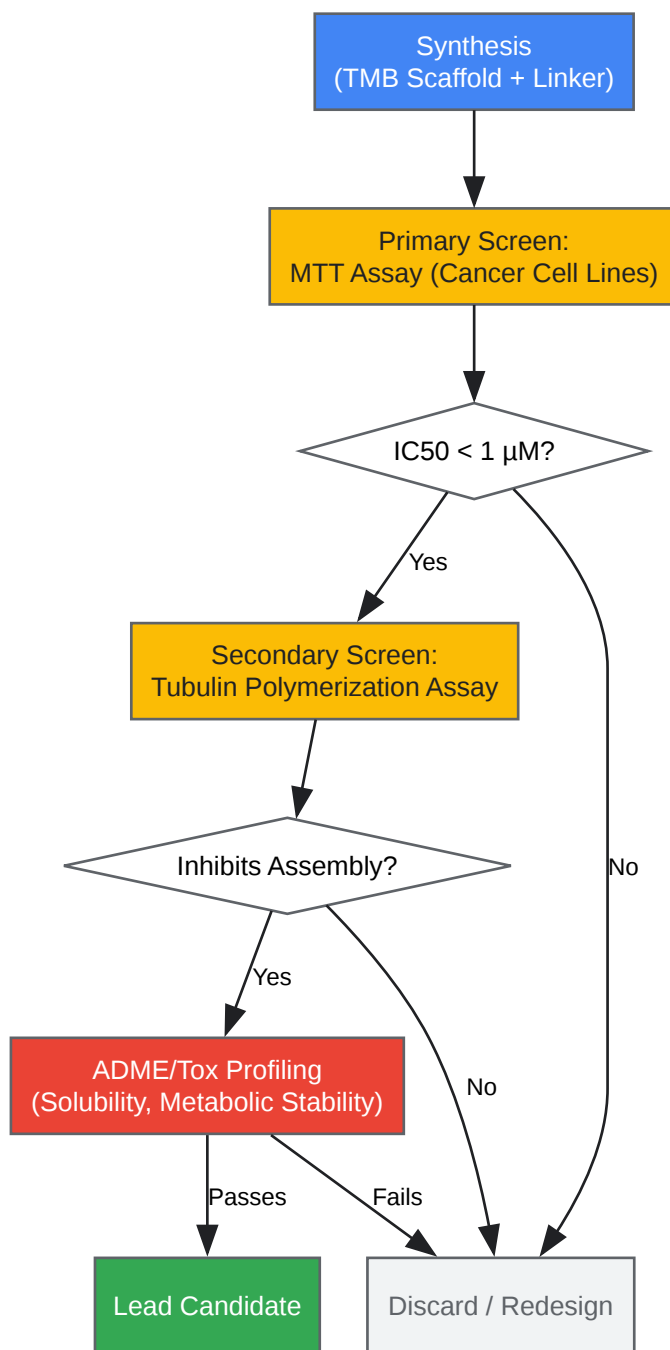 Synthesis
(TMB Scaffold + Linker)
Primary Screen:
MTT Assay (Cancer Cell Lines)
IC50 < 1 µM?
Yes
Secondary Screen:
Tubulin Polymerization Assay
Inhibits Assembly?
No
Yes
ADME/Tox Profiling
(Solubility, Metabolic Stability)
No
Passes
Fails
Lead Candidate
Discard / Redesign